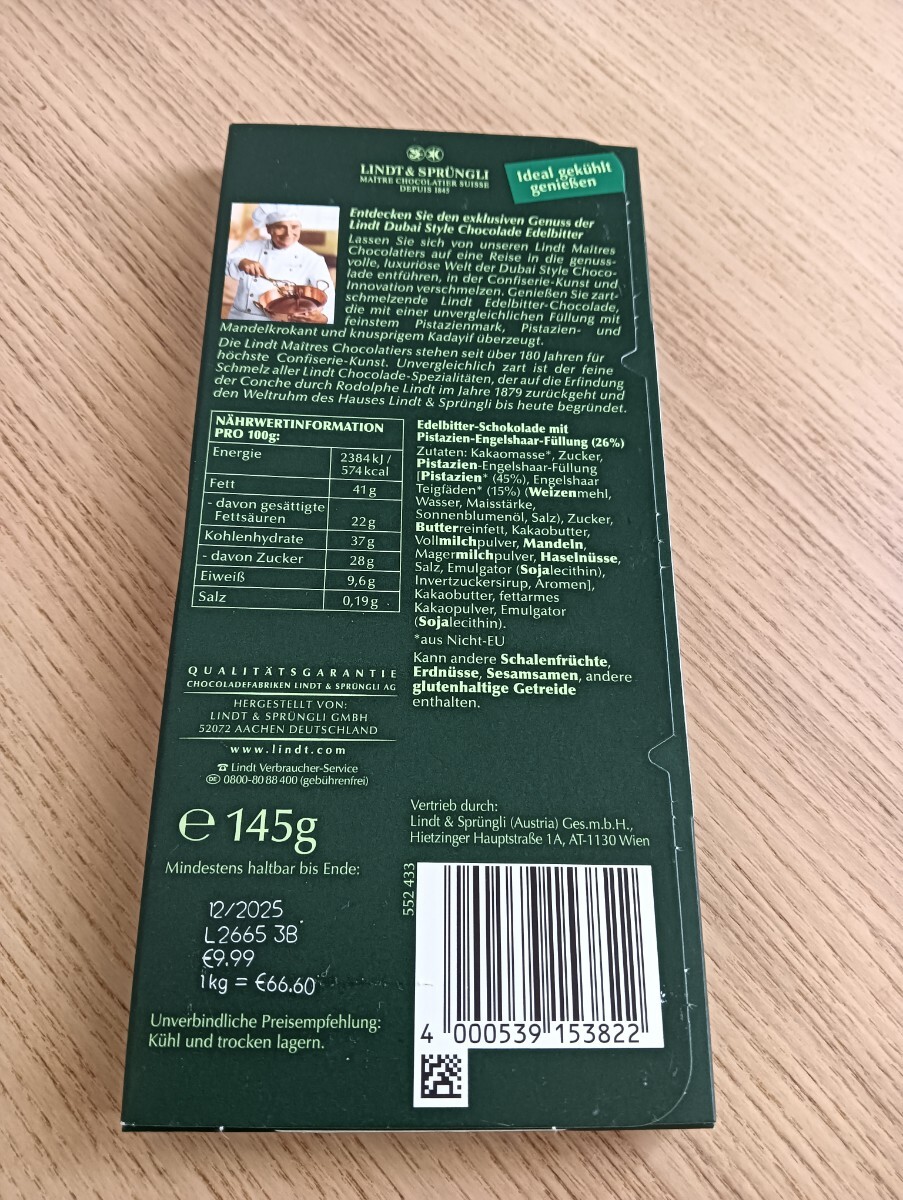 LINDT & SPRÜNGLI
MAÎTRE CHOCOLATIER SUISSE
DEPUIS 1845
Ideal gekühlt
genießen
Entdecken Sie den exklusiven Genuss der
Lindt Dubai Style Chocolade Edelbitter
Lassen Sie sich von unseren Lindt Maîtres
Chocolatiers auf eine Reise in die genuss-
volle, luxuriöse Welt der Dubai Style Choco-
lade entführen, in der Confiserie-Kunst und
Innovation verschmelzen. Genießen Sie zart-
schmelzende Lindt Edelbitter-Chocolade,
die mit einer unvergleichlichen Füllung mit
feinstem Pistazienmark, Pistazien- und
Mandelkrokant und knusprigem Kadayif überzeugt.
Die Lindt Maîtres Chocolatiers stehen seit über 180 Jahren für
höchste Confiserie-Kunst. Unvergleichlich zart ist der feine
Schmelz aller Lindt Chocolade-Spezialitäten, der auf die Erfindung
der Conche durch Rodolphe Lindt im Jahre 1879 zurückgeht und
den Weltruhm des Hauses Lindt & Sprüngli bis heute begründet.
NÄHRWERTINFORMATION
PRO 100g:
Energie 2384 kJ /
574 kcal
Fett 41 g
- davon gesättigte
Fettsäuren 22 g
Kohlenhydrate 37 g
- davon Zucker 28 g
Eiweiß 9,6 g
Salz 0,19 g
Edelbitter-Schokolade mit
Pistazien-Engelshaar-Füllung (26%)
Zutaten: Kakaomasse*, Zucker,
Pistazien-Engelshaar-Füllung
[Pistazien* (45%), Engelshaar
Teigfäden* (15%) (Weizenmehl,
Wasser, Maisstärke,
Sonnenblumenöl, Salz), Zucker,
Butterreinfett, Kakaobutter,
Vollmilchpulver, Mandeln,
Magermilchpulver, Haselnüsse,
Salz, Emulgator (Sojalecithin),
Invertzuckersirup, Aromen],
Kakaobutter, fettarmes
Kakaopulver, Emulgator
(Sojalecithin).
*aus Nicht-EU
Kann andere Schalenfrüchte,
Erdnüsse, Sesamsamen, andere
glutenhaltige Getreide
enthalten.
QUALITÄTSGARANTIE
CHOCOLADEFABRIKEN LINDT & SPRÜNGLI AG
HERGESTELLT VON:
LINDT & SPRÜNGLI GMBH
52072 AACHEN DEUTSCHLAND
www.lindt.com
☎ Lindt Verbraucher-Service
DE 0800-80 88 400 (gebührenfrei)
℮ 145g
Mindestens haltbar bis Ende:
12/2025
L2665 3B
€9.99
1kg = €66.60
Unverbindliche Preisempfehlung:
Kühl und trocken lagern.
Vertrieb durch:
Lindt & Sprüngli (Austria) Ges.m.b.H.,
Hietzinger Hauptstraße 1A, AT-1130 Wien
552 433
4 000539 153822